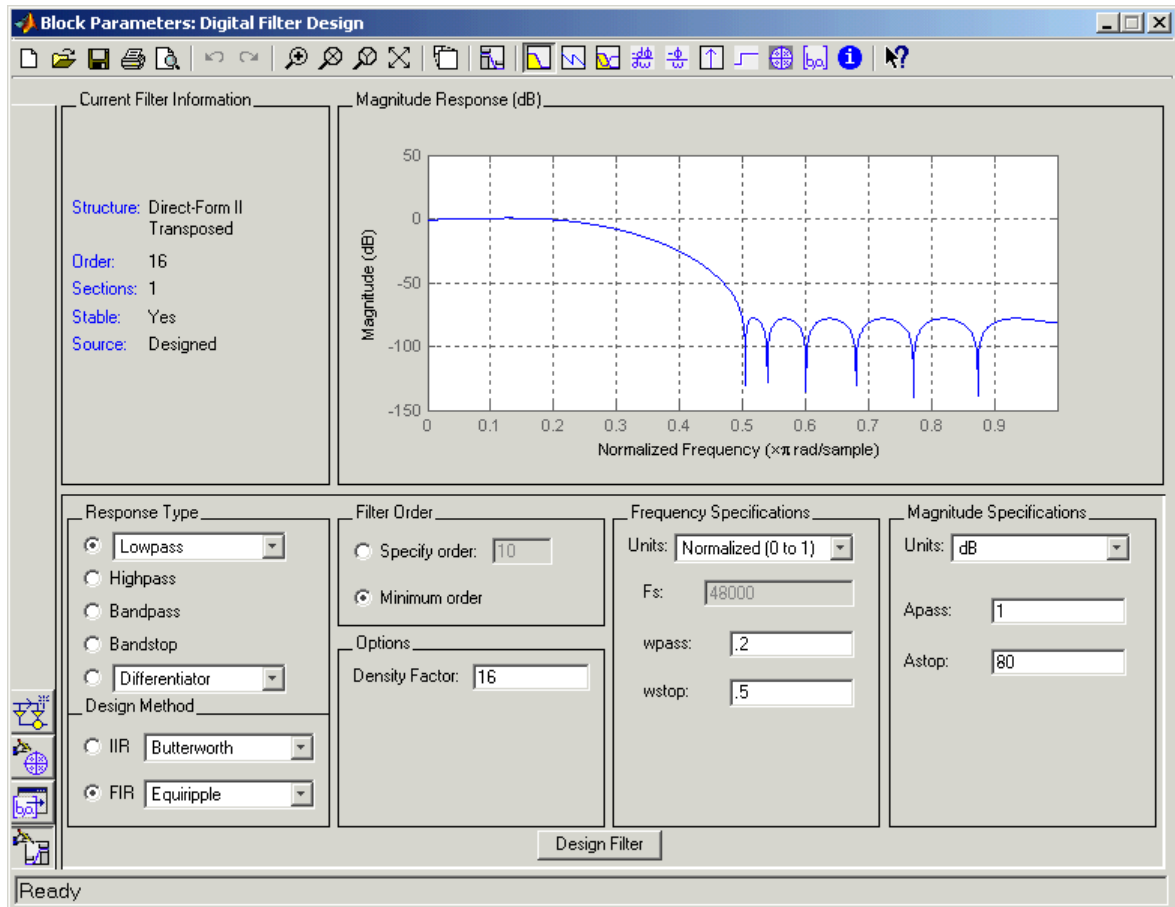 Block Parameters: Digital Filter Design
[b,a]
i
?
Current Filter Information
Structure: Direct-Form II
Transposed
Order: 16
Sections: 1
Stable: Yes
Source: Designed
Magnitude Response (dB)
Magnitude (dB)
50
0
-50
-100
-150
0 0.1 0.2 0.3 0.4 0.5 0.6 0.7 0.8 0.9
Normalized Frequency (×π rad/sample)
Response Type
Lowpass
Highpass
Bandpass
Bandstop
Differentiator
Design Method
IIR Butterworth
FIR Equiripple
Filter Order
Specify order: 10
Minimum order
Options
Density Factor: 16
Frequency Specifications
Units: Normalized (0 to 1)
Fs: 48000
wpass: .2
wstop: .5
Magnitude Specifications
Units: dB
Apass: 1
Astop: 80
[b,a]
Design Filter
Ready